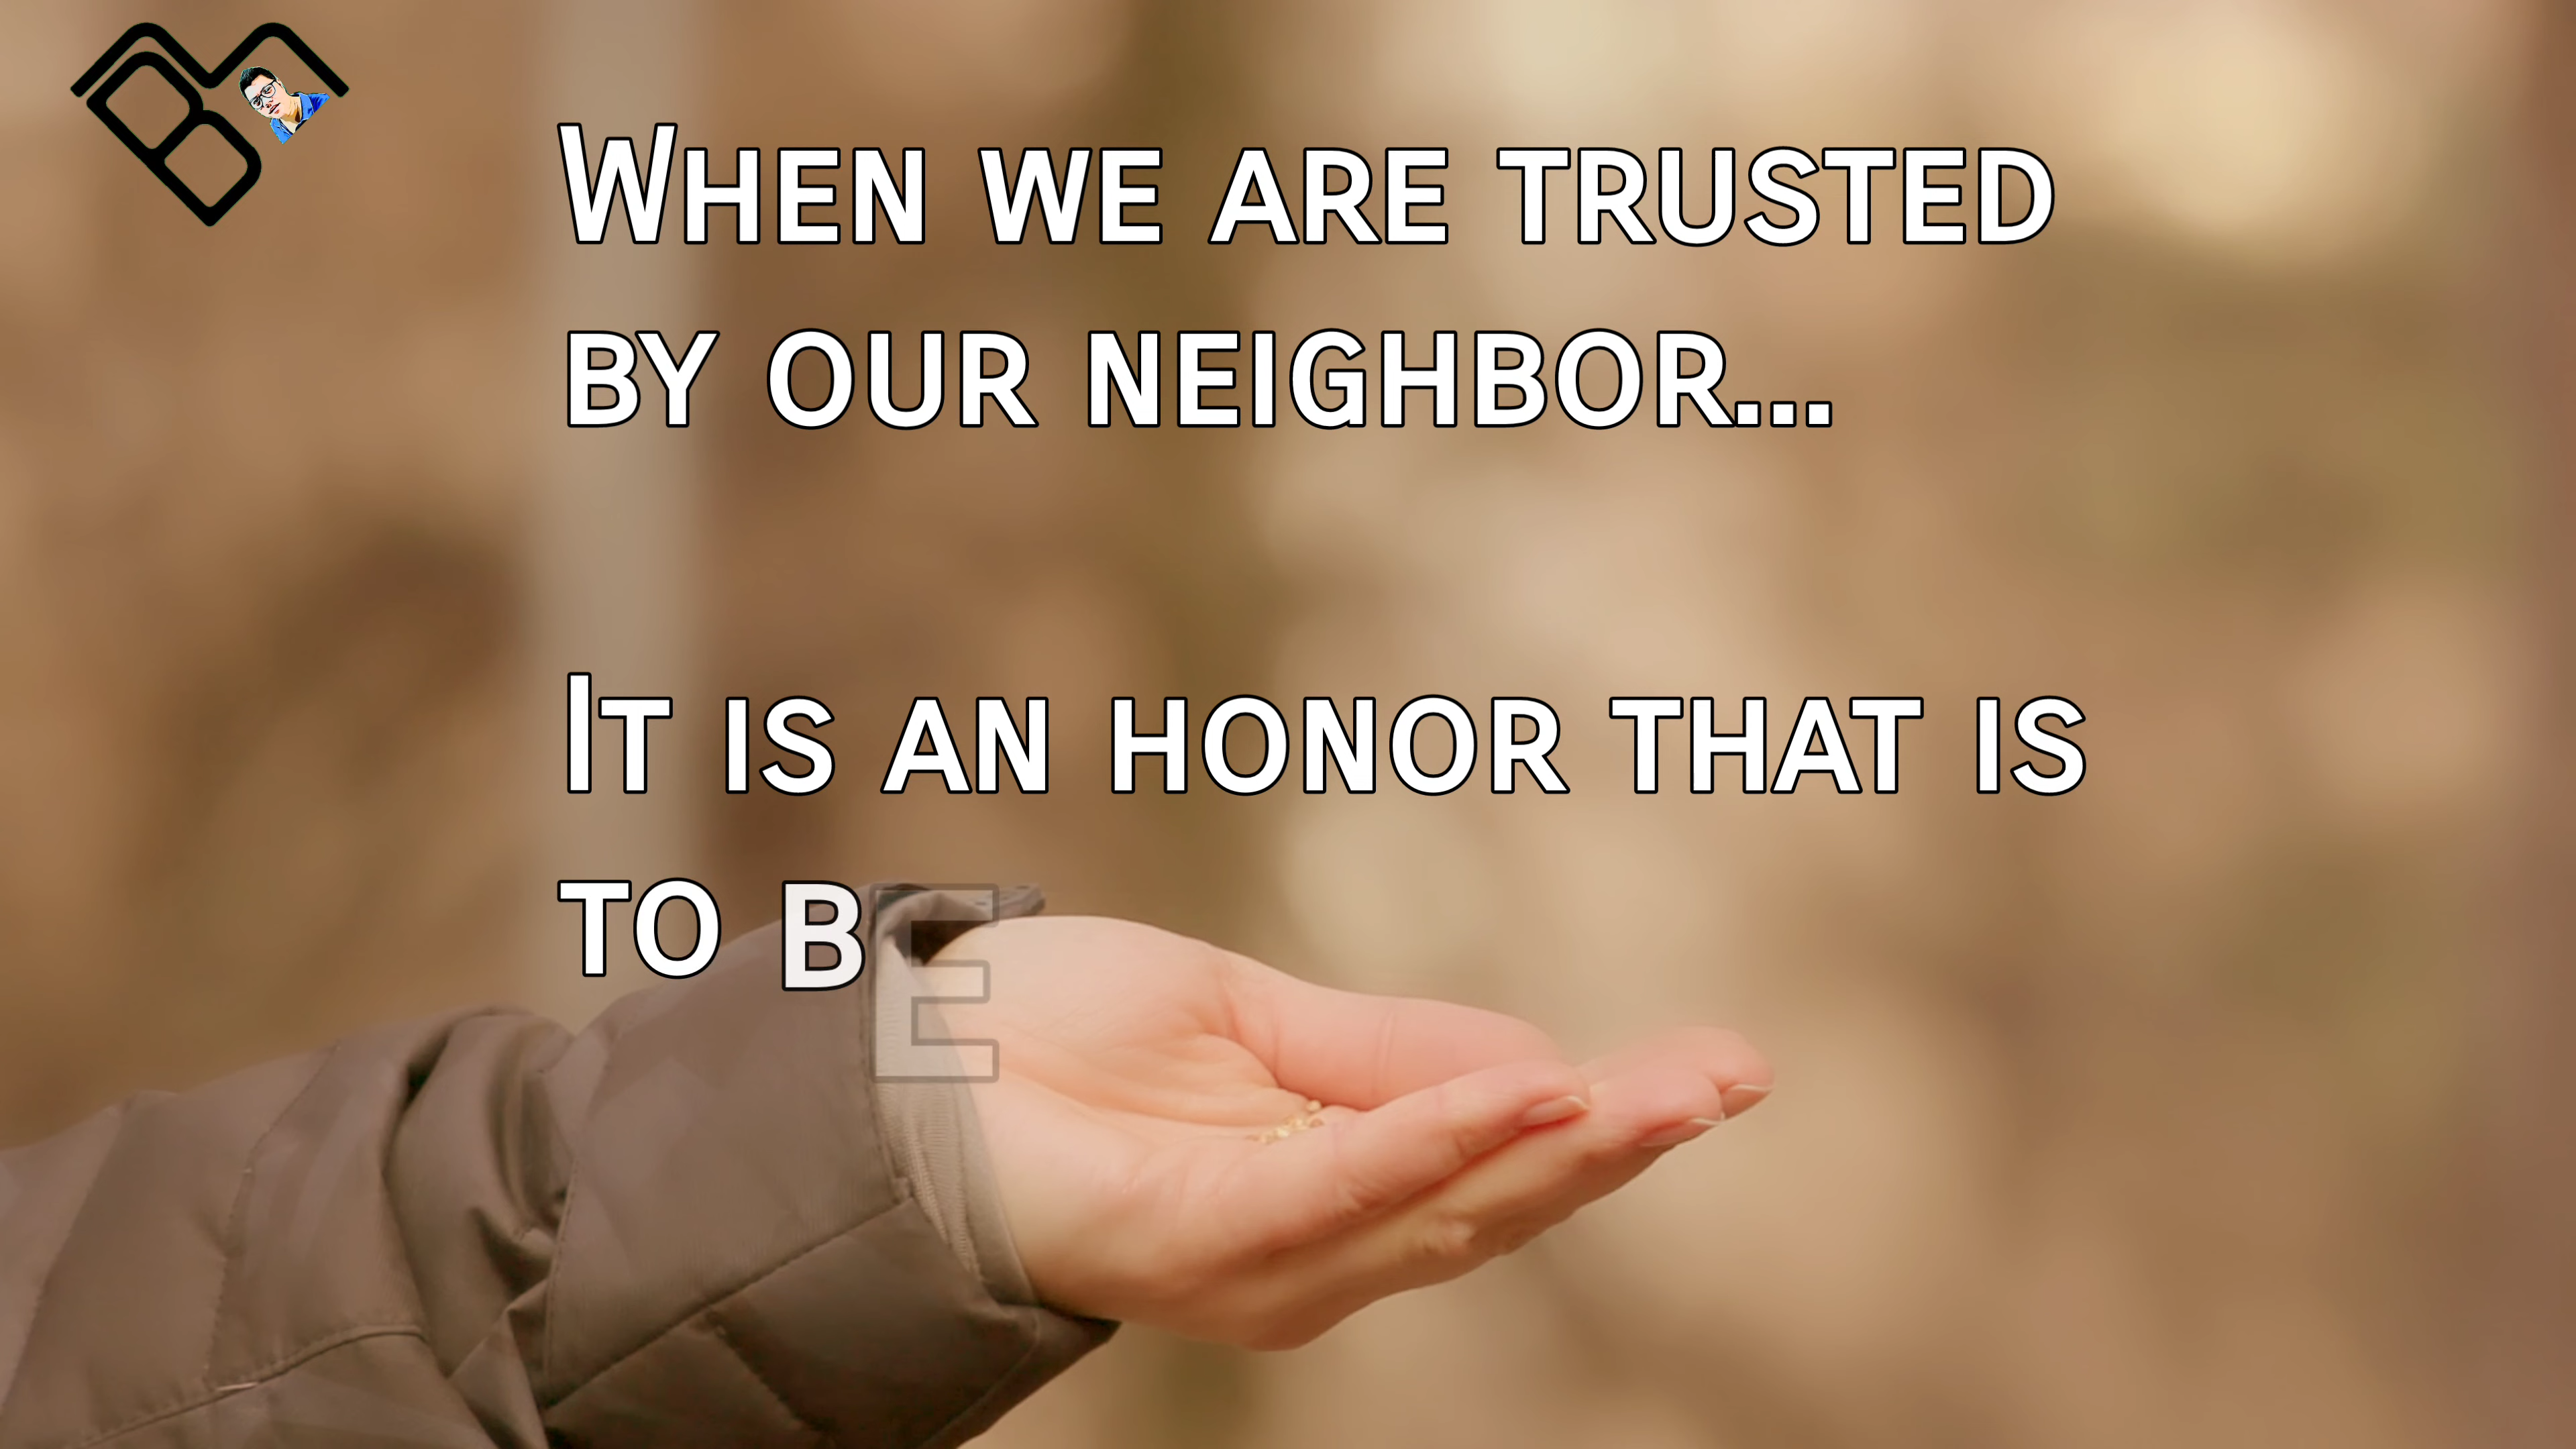 When we are trusted
by our neighbor...
It is an honor that is
to be